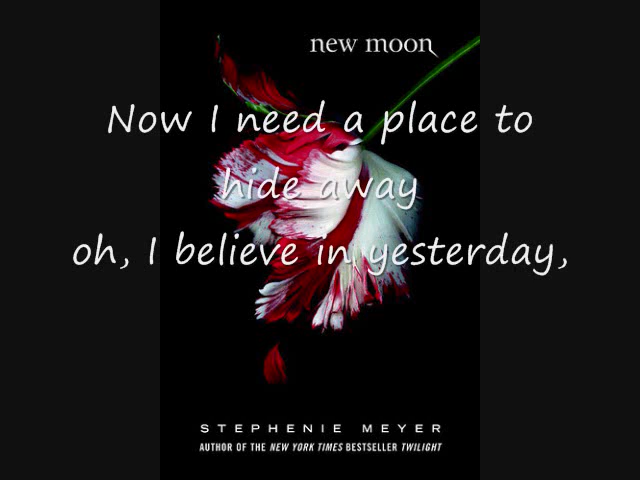 new moon
Now I need a place to
hide away
oh, I believe in yesterday,
STEPHENIE MEYER
AUTHOR OF THE NEW YORK TIMES BESTSELLER TWILIGHT